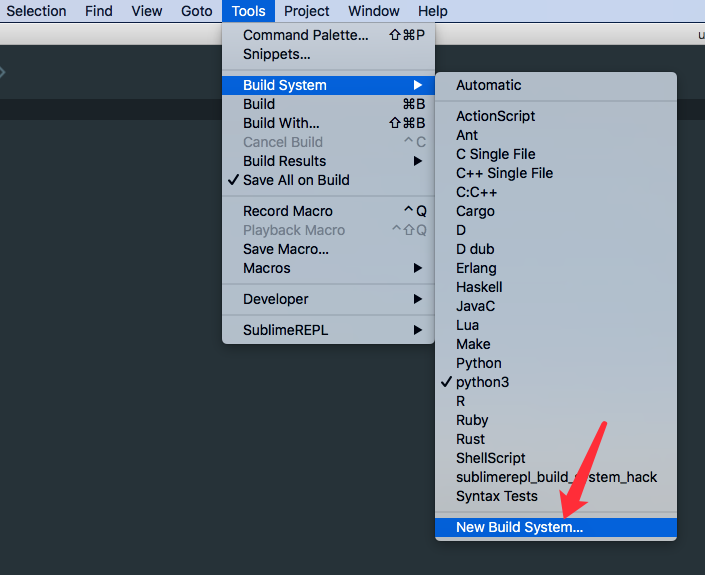 Selection Find View Goto Tools Project Window Help
u
Command Palette... ⇧⌘P
Snippets...
Build System ▶
Build ⌘B
Build With... ⇧⌘B
Cancel Build ^C
Build Results ▶
✓ Save All on Build
Record Macro ^Q
Playback Macro ^⇧Q
Save Macro...
Macros ▶
Developer ▶
SublimeREPL ▶
Automatic
ActionScript
Ant
C Single File
C++ Single File
C:C++
Cargo
D
D dub
Erlang
Haskell
JavaC
Lua
Make
Python
✓ python3
R
Ruby
Rust
ShellScript
sublimerepl_build_system_hack
Syntax Tests
New Build System...